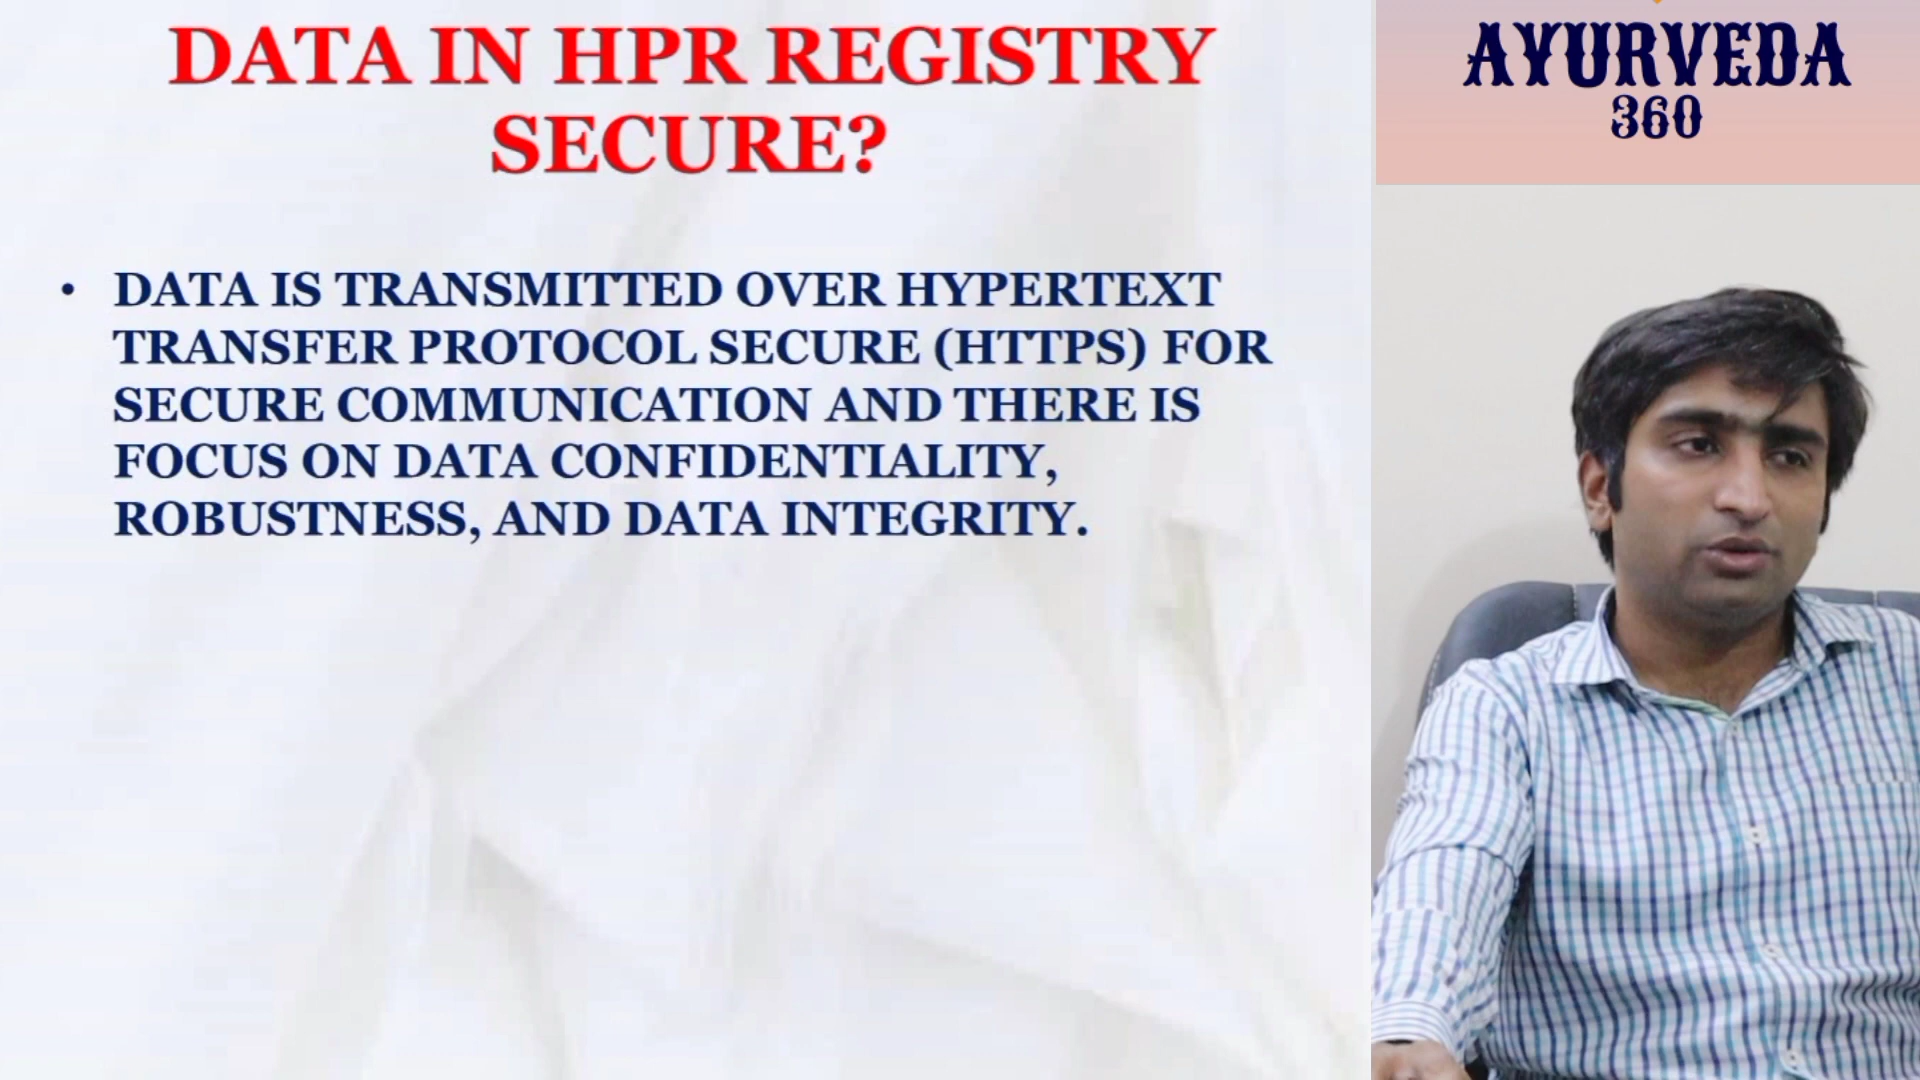 DATA IN HPR REGISTRY
SECURE?
• DATA IS TRANSMITTED OVER HYPERTEXT
TRANSFER PROTOCOL SECURE (HTTPS) FOR
SECURE COMMUNICATION AND THERE IS
FOCUS ON DATA CONFIDENTIALITY,
ROBUSTNESS, AND DATA INTEGRITY.
AYURVEDA
360